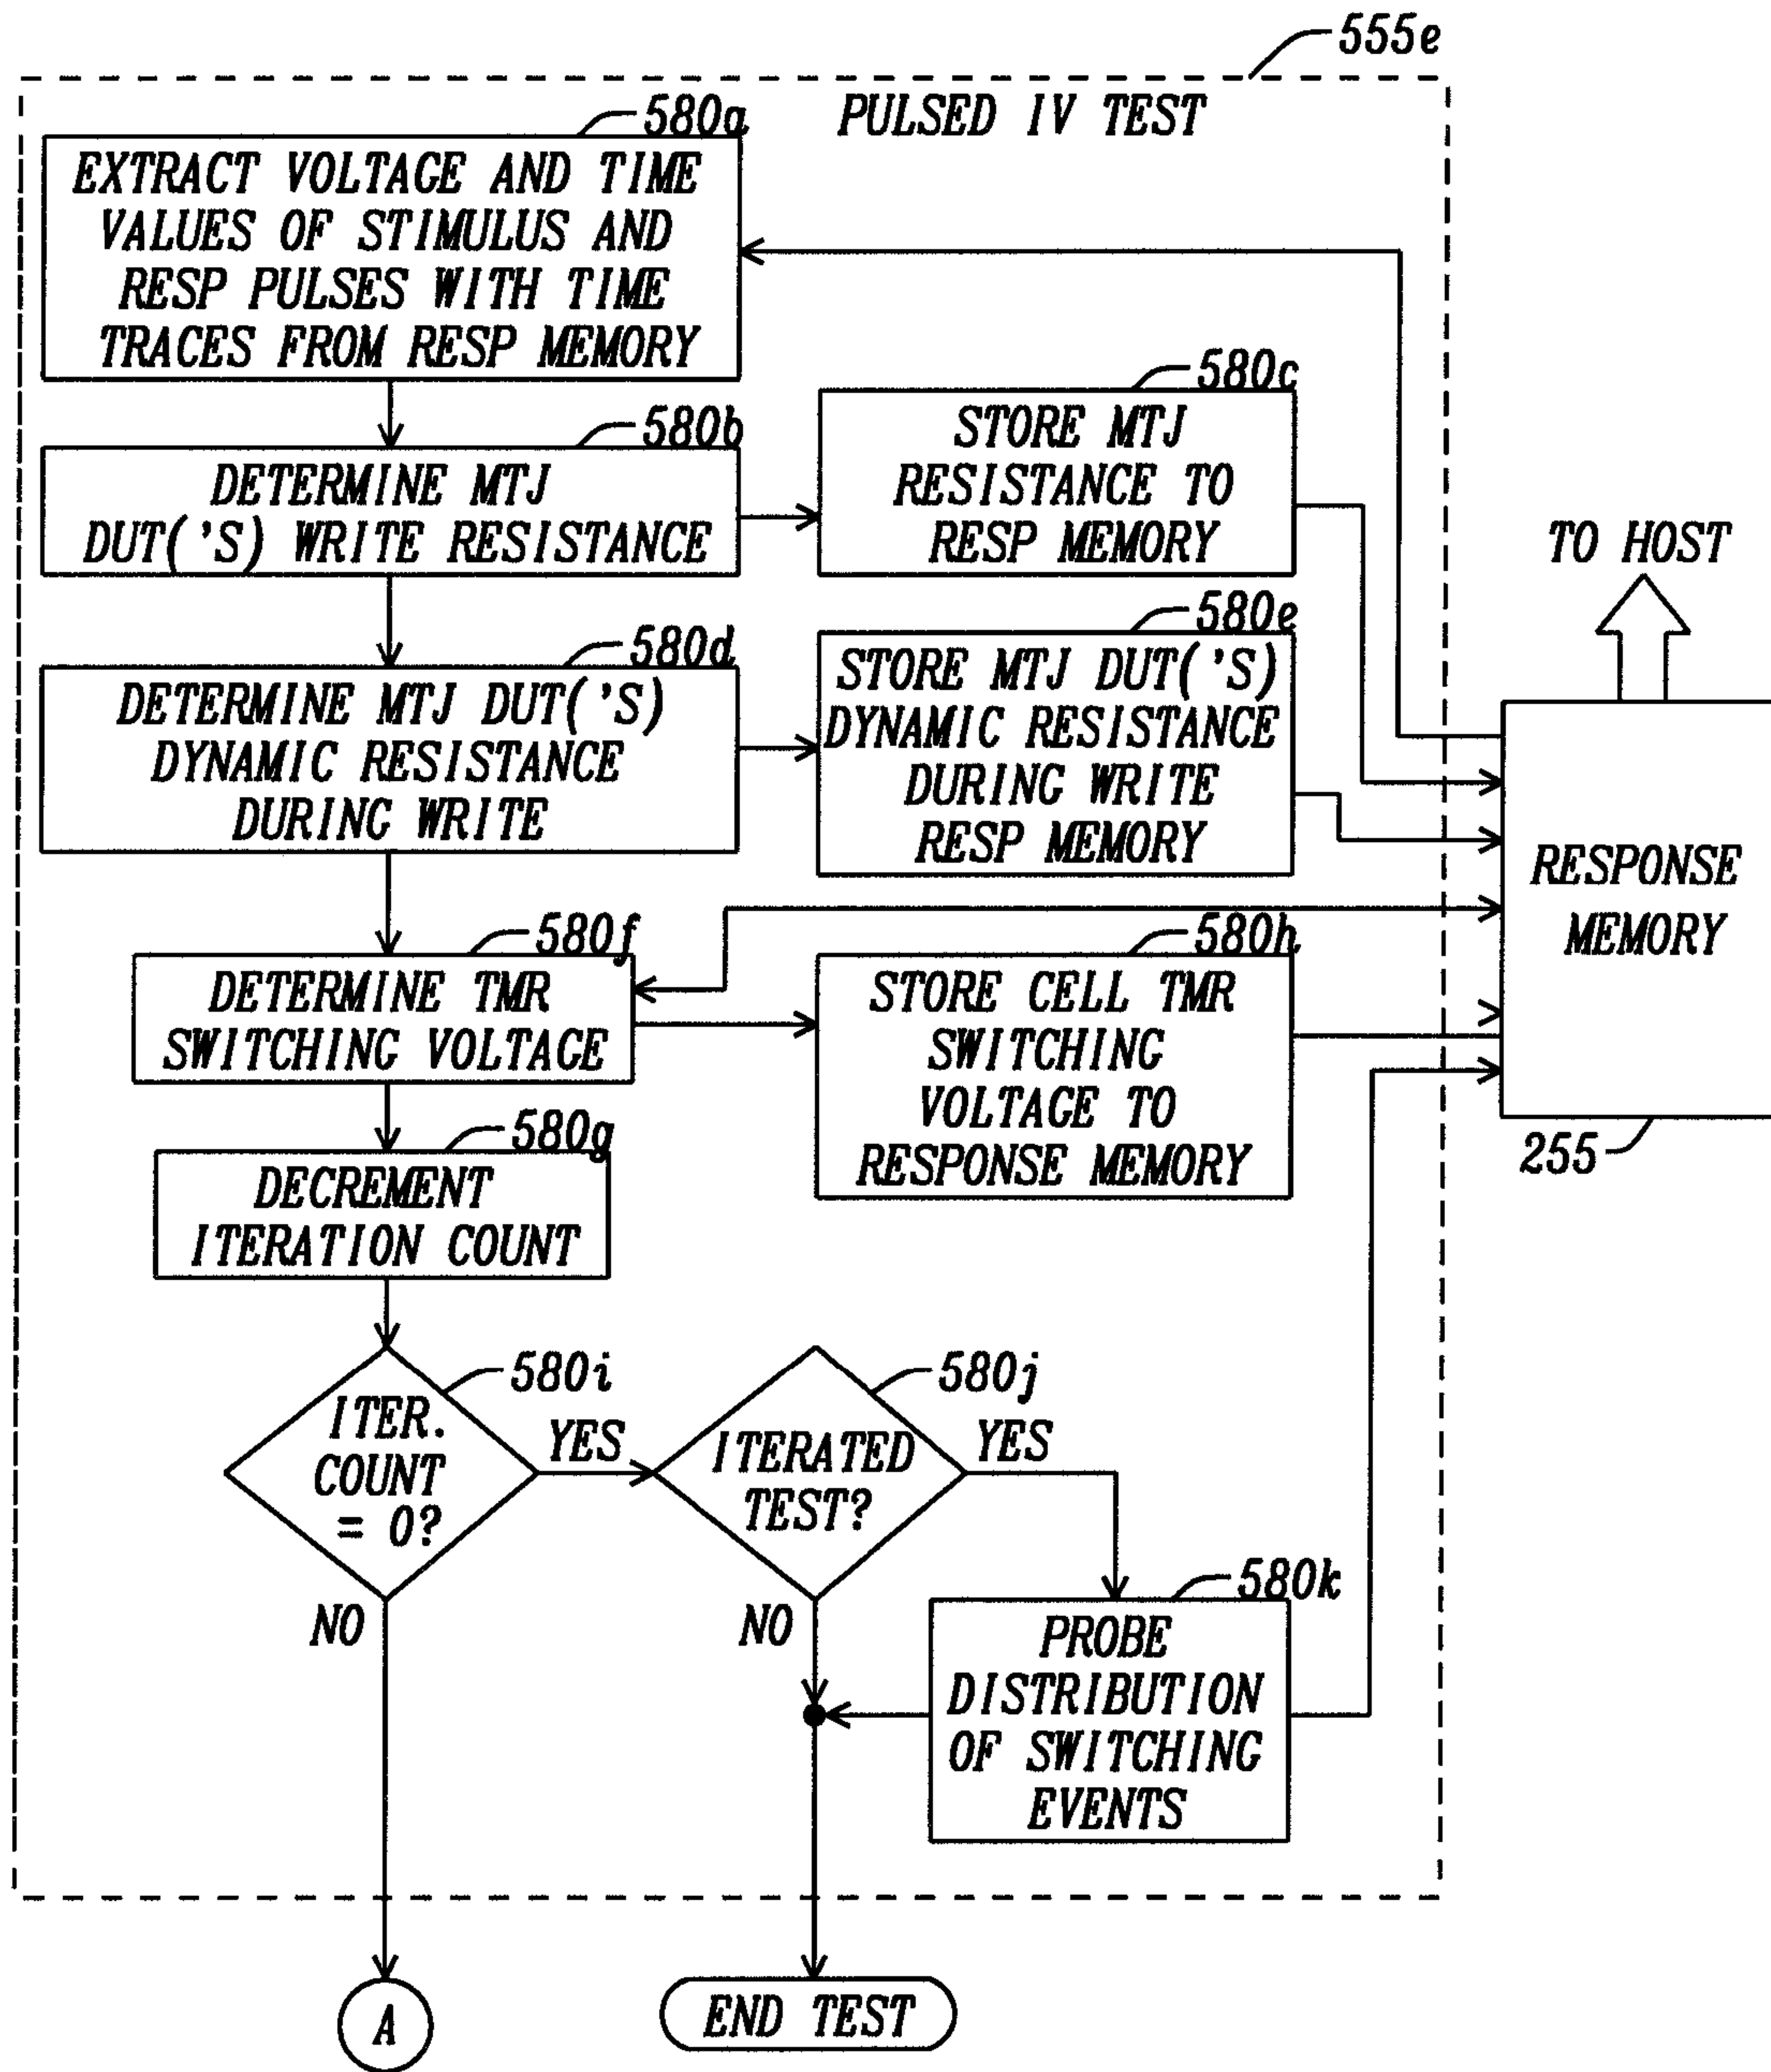 555e
PULSED IV TEST
580a
EXTRACT VOLTAGE AND TIME
VALUES OF STIMULUS AND
RESP PULSES WITH TIME
TRACES FROM RESP MEMORY
580b
DETERMINE MTJ
DUT('S) WRITE RESISTANCE
580c
STORE MTJ
RESISTANCE TO
RESP MEMORY
TO HOST
580d
DETERMINE MTJ DUT('S)
DYNAMIC RESISTANCE
DURING WRITE
580e
STORE MTJ DUT('S)
DYNAMIC RESISTANCE
DURING WRITE
RESP MEMORY
RESPONSE
MEMORY
255
580f
DETERMINE TMR
SWITCHING VOLTAGE
580h
STORE CELL TMR
SWITCHING
VOLTAGE TO
RESPONSE MEMORY
580g
DECREMENT
ITERATION COUNT
580i
ITER.
COUNT
= 0?
YES
NO
580j
ITERATED
TEST?
YES
NO
580k
PROBE
DISTRIBUTION
OF SWITCHING
EVENTS
A
END TEST